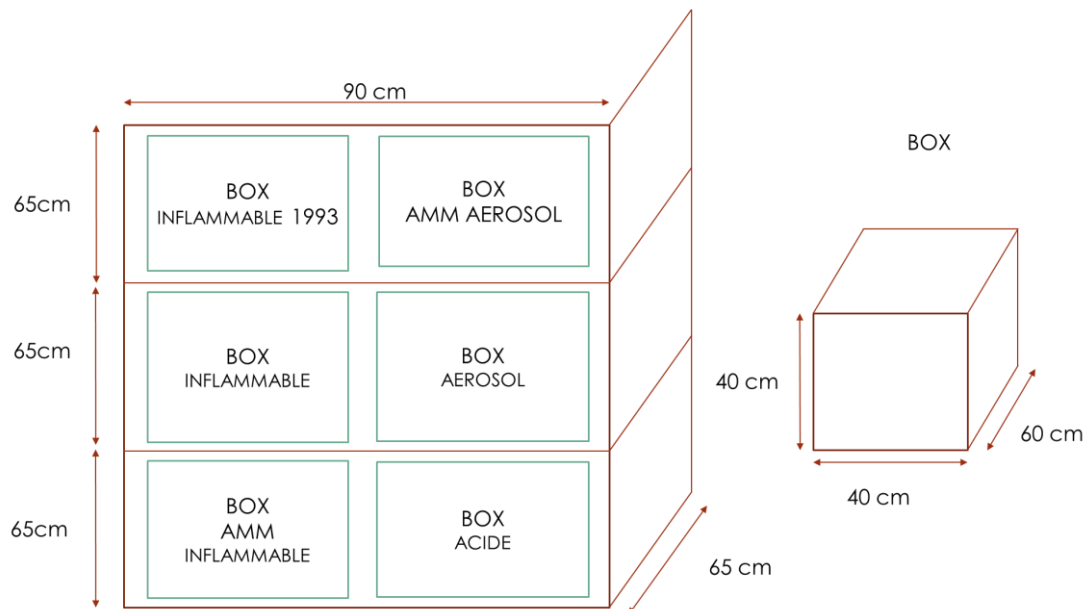 90 cm
BOX
65cm
BOX
INFLAMMABLE 1993
BOX
AMM AEROSOL
65cm
BOX
INFLAMMABLE
BOX
AEROSOL
40 cm
60 cm
40 cm
65cm
BOX
AMM
INFLAMMABLE
BOX
ACIDE
65 cm